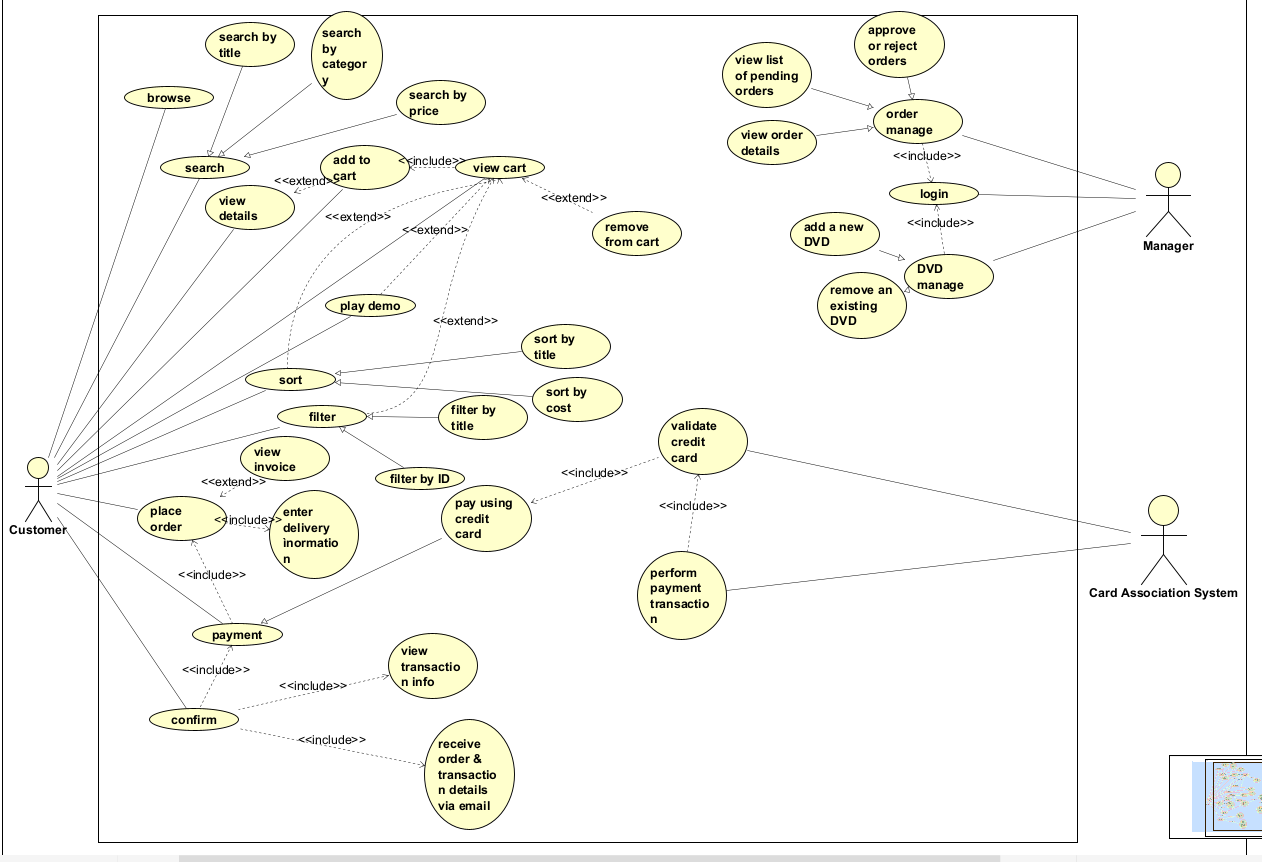 search by
title
search
by
categor
y
approve
or reject
orders
view list
of pending
orders
browse
search by
price
order
manage
view order
details
<<include>>
search
add to
cart
<<include>>
view cart
<<extend>>
view
details
<<extend>>
<<extend>>
<<extend>>
remove
from cart
login
<<include>>
add a new
DVD
Manager
DVD
manage
remove an
existing
DVD
play demo
<<extend>>
sort by
title
sort
sort by
cost
filter
filter by
title
validate
credit
card
view
invoice
filter by ID
<<include>>
<<extend>>
place
order
<<include>>
enter
delivery
inormatio
n
pay using
credit
card
<<include>>
Customer
<<include>>
perform
payment
transactio
n
Card Association System
payment
<<include>>
view
transactio
n info
<<include>>
confirm
<<include>>
receive
order &
transactio
n details
via email